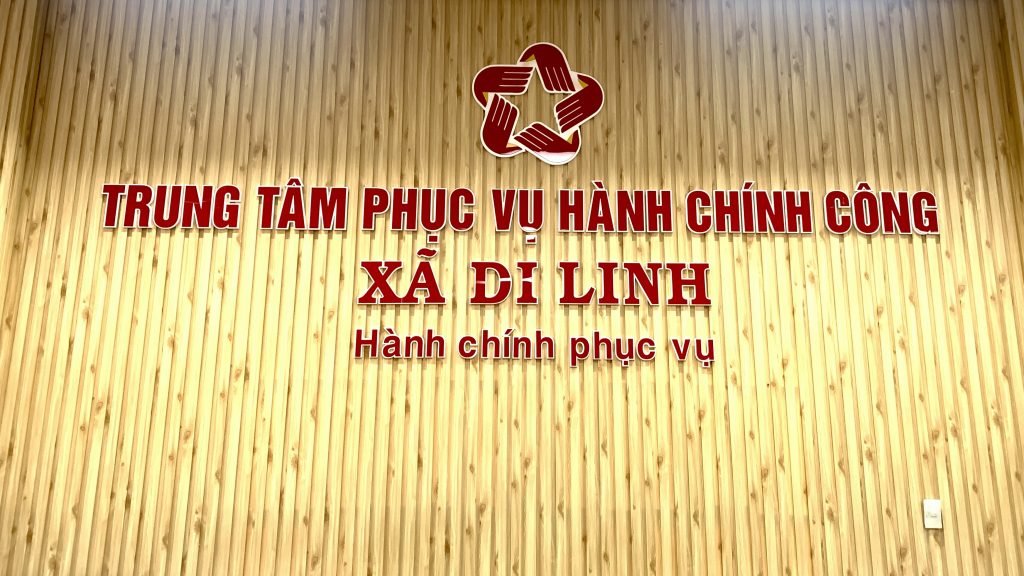 TRUNG TÂM PHỤC VỤ HÀNH CHÍNH CÔNG
XÃ DI LINH
Hành chính phục vụ